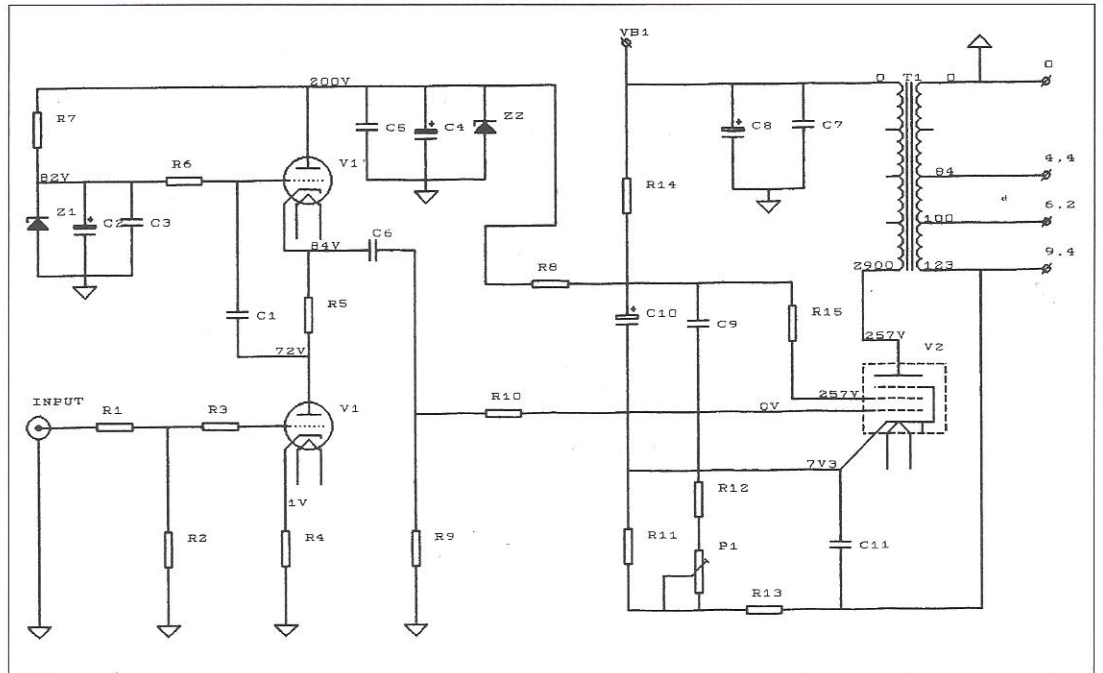 VB1
0
200V
0 T1 0
R7
C5
C4
Z2
C8
C7
R6
V1'
4,4
82V
R14
84
Z1
C2
C3
6,2
C6
100
84V
R8
9.4
Z900
123
R5
C10
C9
C1
R15
257V
V2
72V
INPUT
257V
R1
R3
V1
R10
0V
7V3
R12
1V
R2
R4
R9
R11
P1
C11
R13